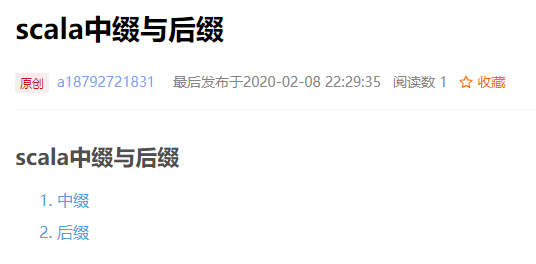 scala中缀与后缀
原创 a18792721831 最后发布于2020-02-08 22:29:35 阅读数 1 ☆ 收藏
scala中缀与后缀
1. 中缀
2. 后缀